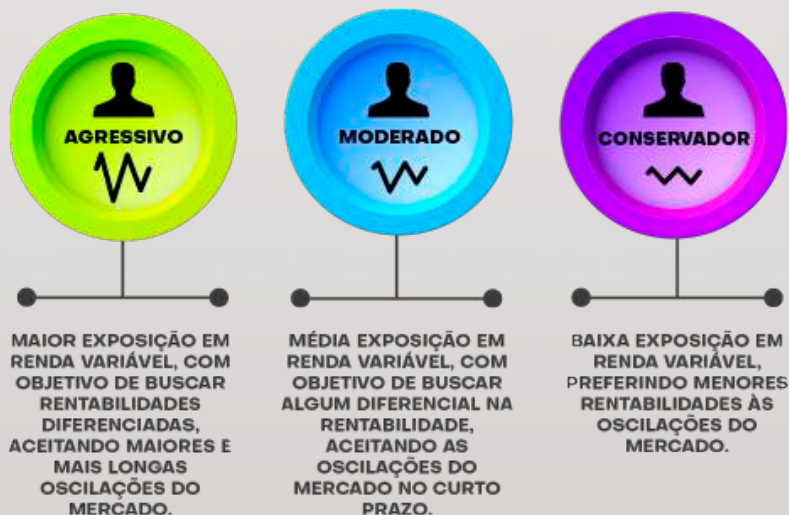 AGRESSIVO
MAIOR EXPOSIÇÃO EM
RENDA VARIÁVEL, COM
OBJETIVO DE BUSCAR
RENTABILIDADES
DIFERENCIADAS,
ACEITANDO MAIORES E
MAIS LONGAS
OSCILAÇÕES DO
MERCADO.
MODERADO
MÉDIA EXPOSIÇÃO EM
RENDA VARIÁVEL, COM
OBJETIVO DE BUSCAR
ALGUM DIFERENCIAL NA
RENTABILIDADE,
ACEITANDO AS
OSCILAÇÕES DO
MERCADO NO CURTO
PRAZO.
CONSERVADOR
BAIXA EXPOSIÇÃO EM
RENDA VARIÁVEL,
PREFERINDO MENORES
RENTABILIDADES ÀS
OSCILAÇÕES DO
MERCADO.